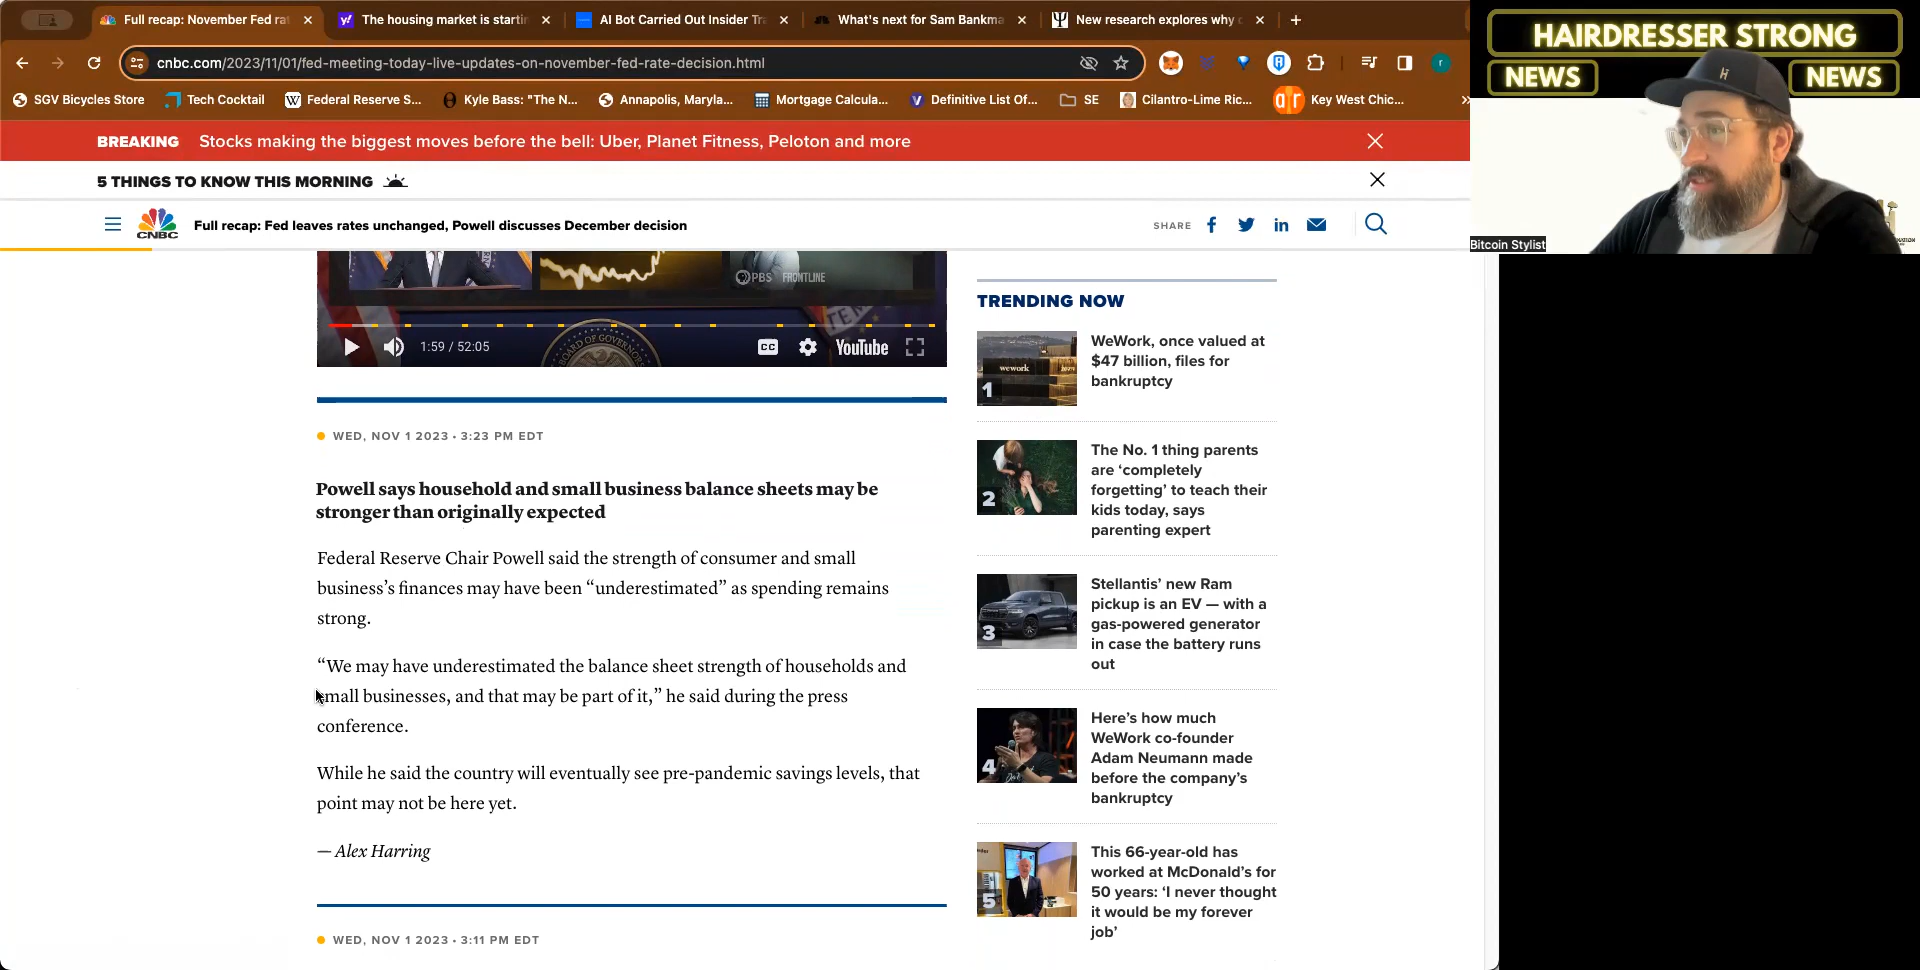 Full recap: November Fed ra
The housing market is starti
AI Bot Carried Out Insider Tr
What's next for Sam Bankma
New research explores why
cnbc.com/2023/11/01/fed-meeting-today-live-updates-on-november-fed-rate-decision.html
SGV Bicycles Store
Tech Cocktail
Federal Reserve S...
Kyle Bass: "The N...
Annapolis, Maryla...
Mortgage Calcula...
Definitive List Of...
SE
Cilantro-Lime Ric...
Key West Chic...
HAIRDRESSER STRONG
NEWS
NEWS
Bitcoin Stylist
BREAKING Stocks making the biggest moves before the bell: Uber, Planet Fitness, Peloton and more
5 THINGS TO KNOW THIS MORNING
CNBC
Full recap: Fed leaves rates unchanged, Powell discusses December decision
SHARE
PBS FRONTLINE
BOARD OF GOVERNOR
1:59 / 52:05
CC
YouTube
WED, NOV 1 2023 • 3:23 PM EDT
Powell says household and small business balance sheets may be
stronger than originally expected
Federal Reserve Chair Powell said the strength of consumer and small
business’s finances may have been “underestimated” as spending remains
strong.
“We may have underestimated the balance sheet strength of households and
small businesses, and that may be part of it,” he said during the press
conference.
While he said the country will eventually see pre-pandemic savings levels, that
point may not be here yet.
— Alex Harring
WED, NOV 1 2023 • 3:11 PM EDT
TRENDING NOW
wework
1
WeWork, once valued at
$47 billion, files for
bankruptcy
2
The No. 1 thing parents
are ‘completely
forgetting’ to teach their
kids today, says
parenting expert
3
Stellantis’ new Ram
pickup is an EV — with a
gas-powered generator
in case the battery runs
out
4
Here’s how much
WeWork co-founder
Adam Neumann made
before the company’s
bankruptcy
5
This 66-year-old has
worked at McDonald’s for
50 years: ‘I never thought
it would be my forever
job’